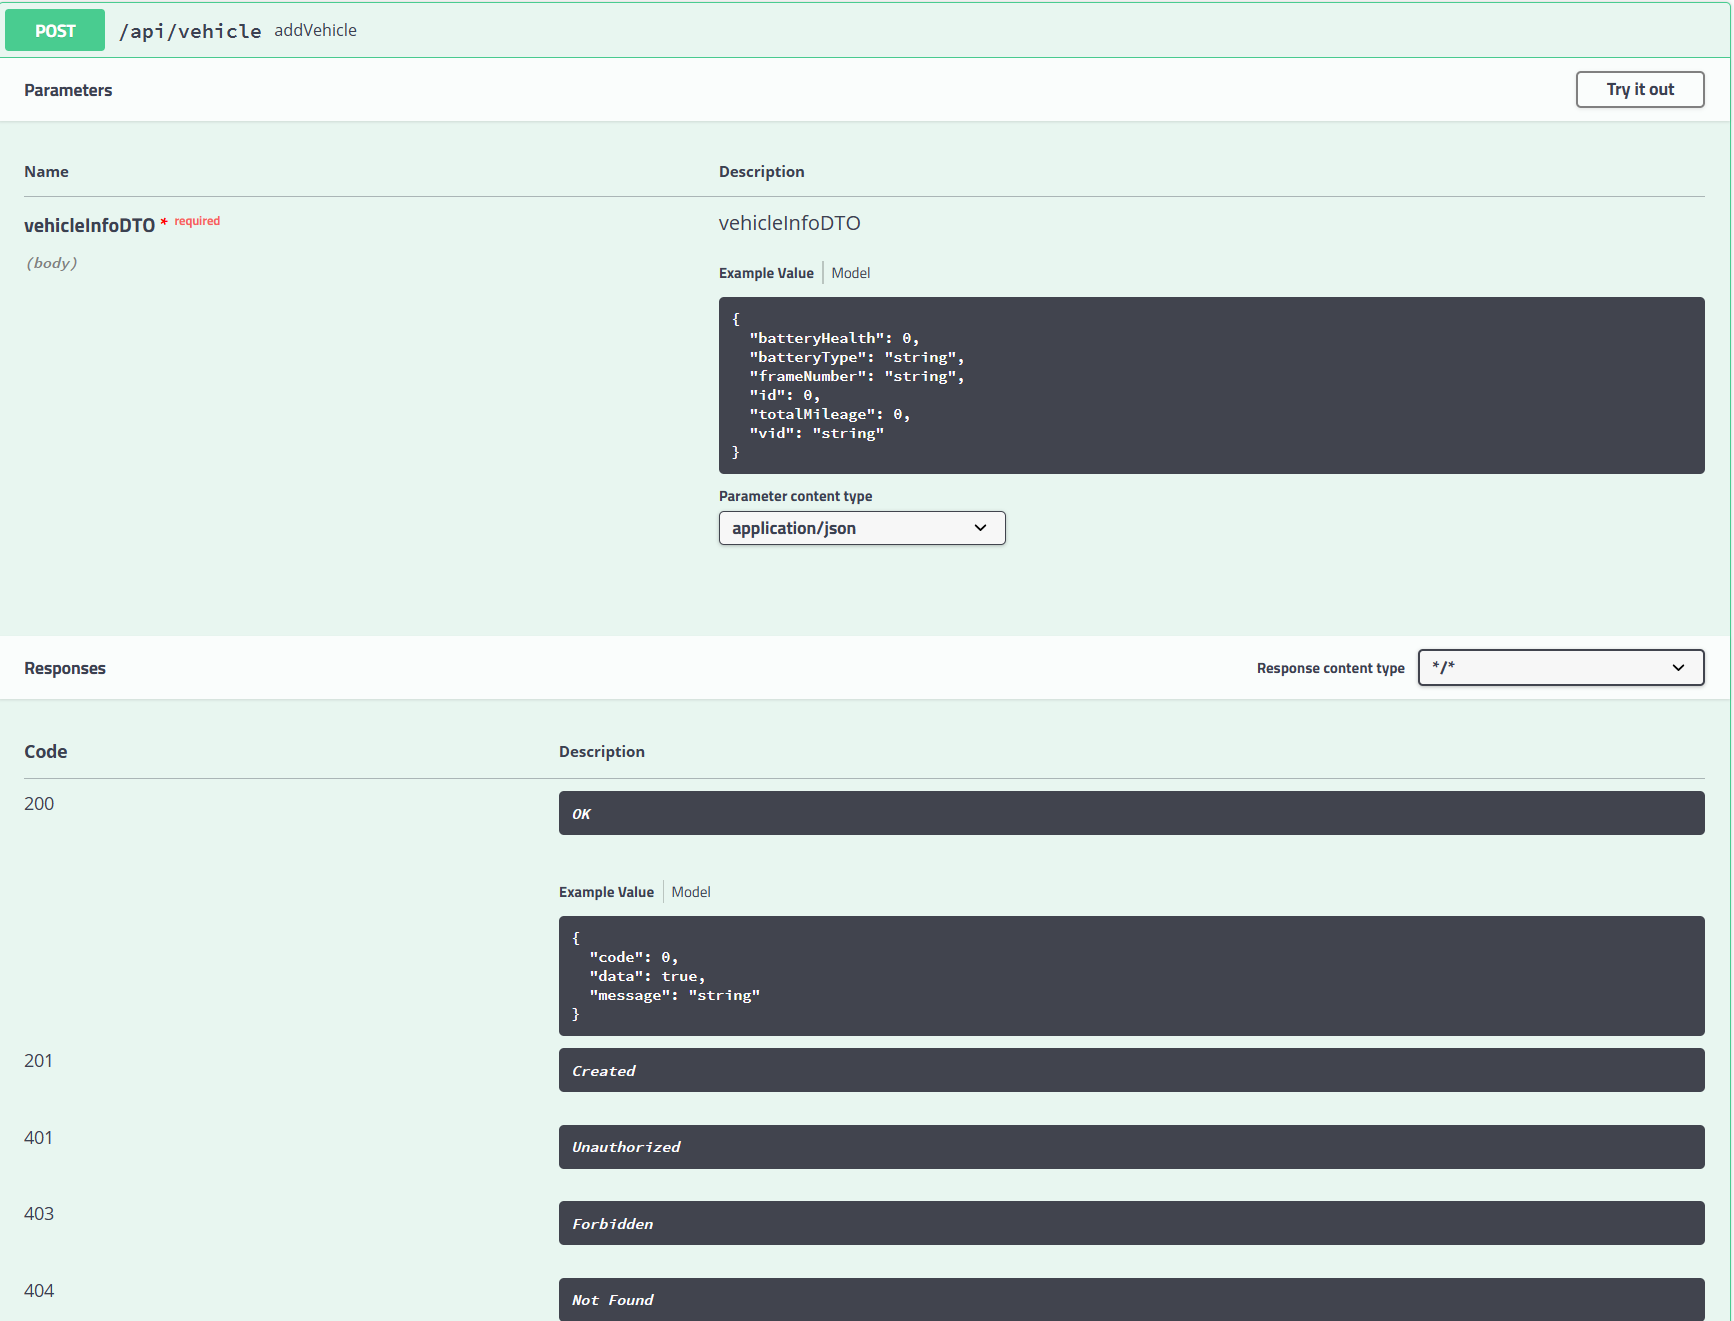 POST /api/vehicle addVehicle
Parameters
Try it out
Name Description
vehicleInfoDTO * required
(body)
vehicleInfoDTO
Example Value Model
{
"batteryHealth": 0,
"batteryType": "string",
"frameNumber": "string",
"id": 0,
"totalMileage": 0,
"vid": "string"
}
Parameter content type
application/json
Responses
Response content type */*
Code Description
200
OK
Example Value Model
{
"code": 0,
"data": true,
"message": "string"
}
201
Created
401
Unauthorized
403
Forbidden
404
Not Found